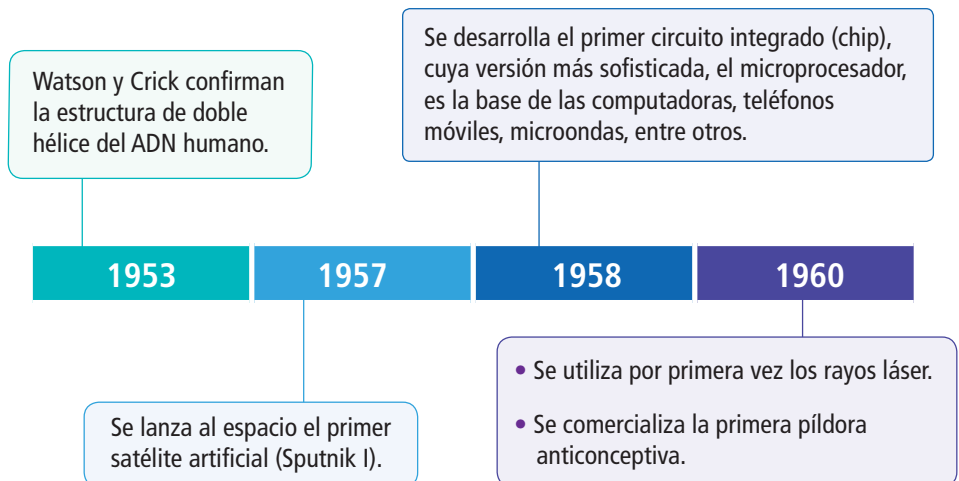 Watson y Crick confirman
la estructura de doble
hélice del ADN humano.
Se desarrolla el primer circuito integrado (chip),
cuya versión más sofisticada, el microprocesador,
es la base de las computadoras, teléfonos
móviles, microondas, entre otros.
1953
1957
1958
1960
Se lanza al espacio el primer
satélite artificial (Sputnik I).
• Se utiliza por primera vez los rayos láser.
• Se comercializa la primera píldora
anticonceptiva.